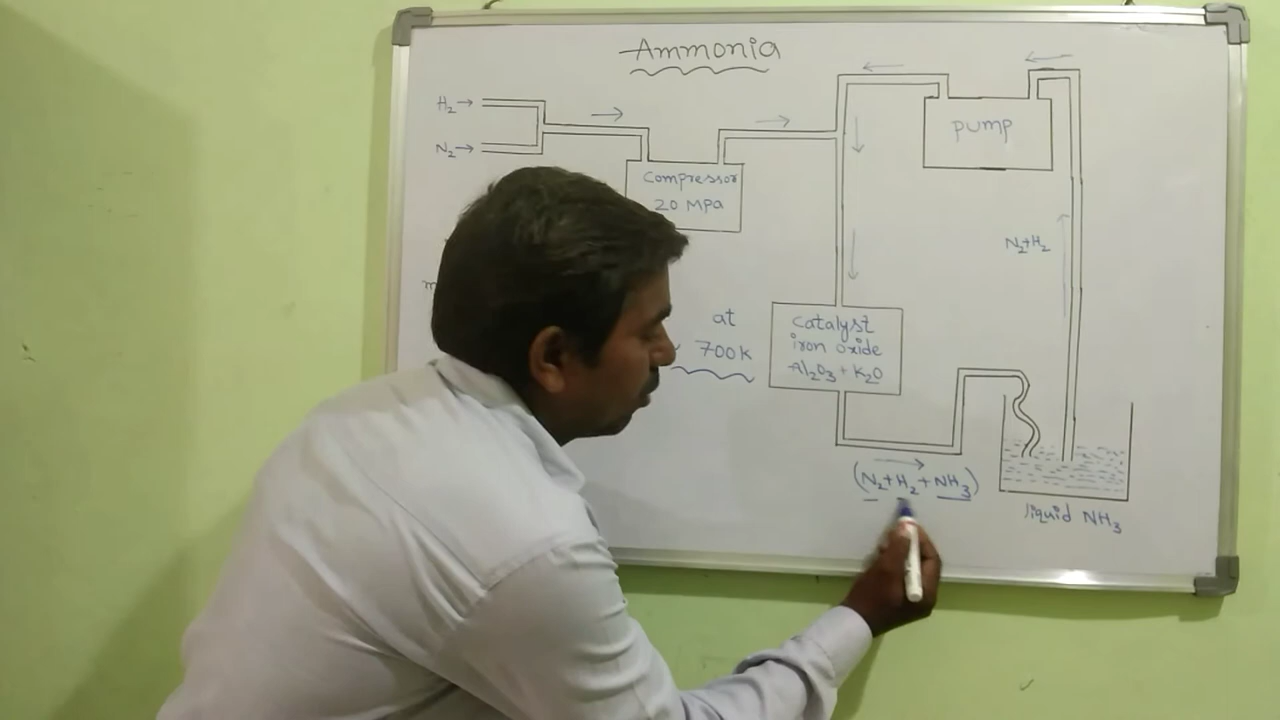 Ammonia
H₂→
N₂→
Compressor
20 MPa
pump
N₂+H₂
at
700K
Catalyst
iron oxide
Al₂O₃ + K₂O
(N₂+H₂+NH₃)
liquid NH₃